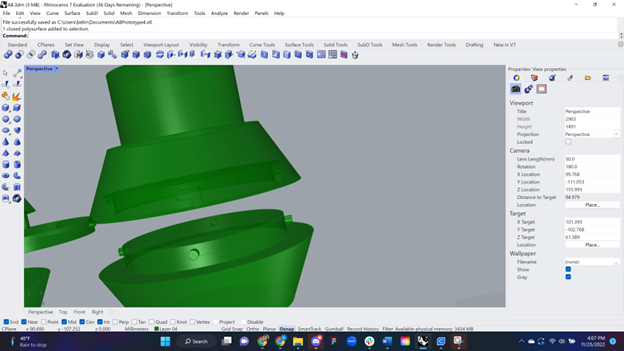 AB.3dm (3 MB) - Rhinoceros 7 Evaluation (36 Days Remaining) - [Perspective]
File Edit View Curve Surface SubD Solid Mesh Dimension Transform Tools Analyze Render Panels Help
File successfully saved as C:\Users\belin\Documents\ABPrototype4.stl.
1 closed polysurface added to selection.
Command:
Standard CPlanes Set View Display Select Viewport Layout Visibility Transform Curve Tools Surface Tools Solid Tools SubD Tools Mesh Tools Render Tools Drafting New in V7
Perspective
Properties: View properties
Viewport
Title Perspective
Width 2963
Height 1491
Projection Perspective
Locked
Camera
Lens Length(mm) 50.0
Rotation 180.0
X Location 99.768
Y Location -111.053
Z Location 155.993
Distance to Target 94.979
Location Place...
Target
X Target 101.393
Y Target -102.768
Z Target 61.389
Location Place...
Wallpaper
Filename (none)
Show
Gray
Perspective Top Front Right
End Near Point Mid Cen Int Perp Tan Quad Knot Vertex Project Disable
CPlane x 90.690 y -107.252 z 0.000 Millimeters Layer 04 Grid Snap Ortho Planar Osnap SmartTrack Gumball Record History Filter Available physical memory: 3434 MB
40°F
Rain to stop
Search
4:07 PM
11/25/2022